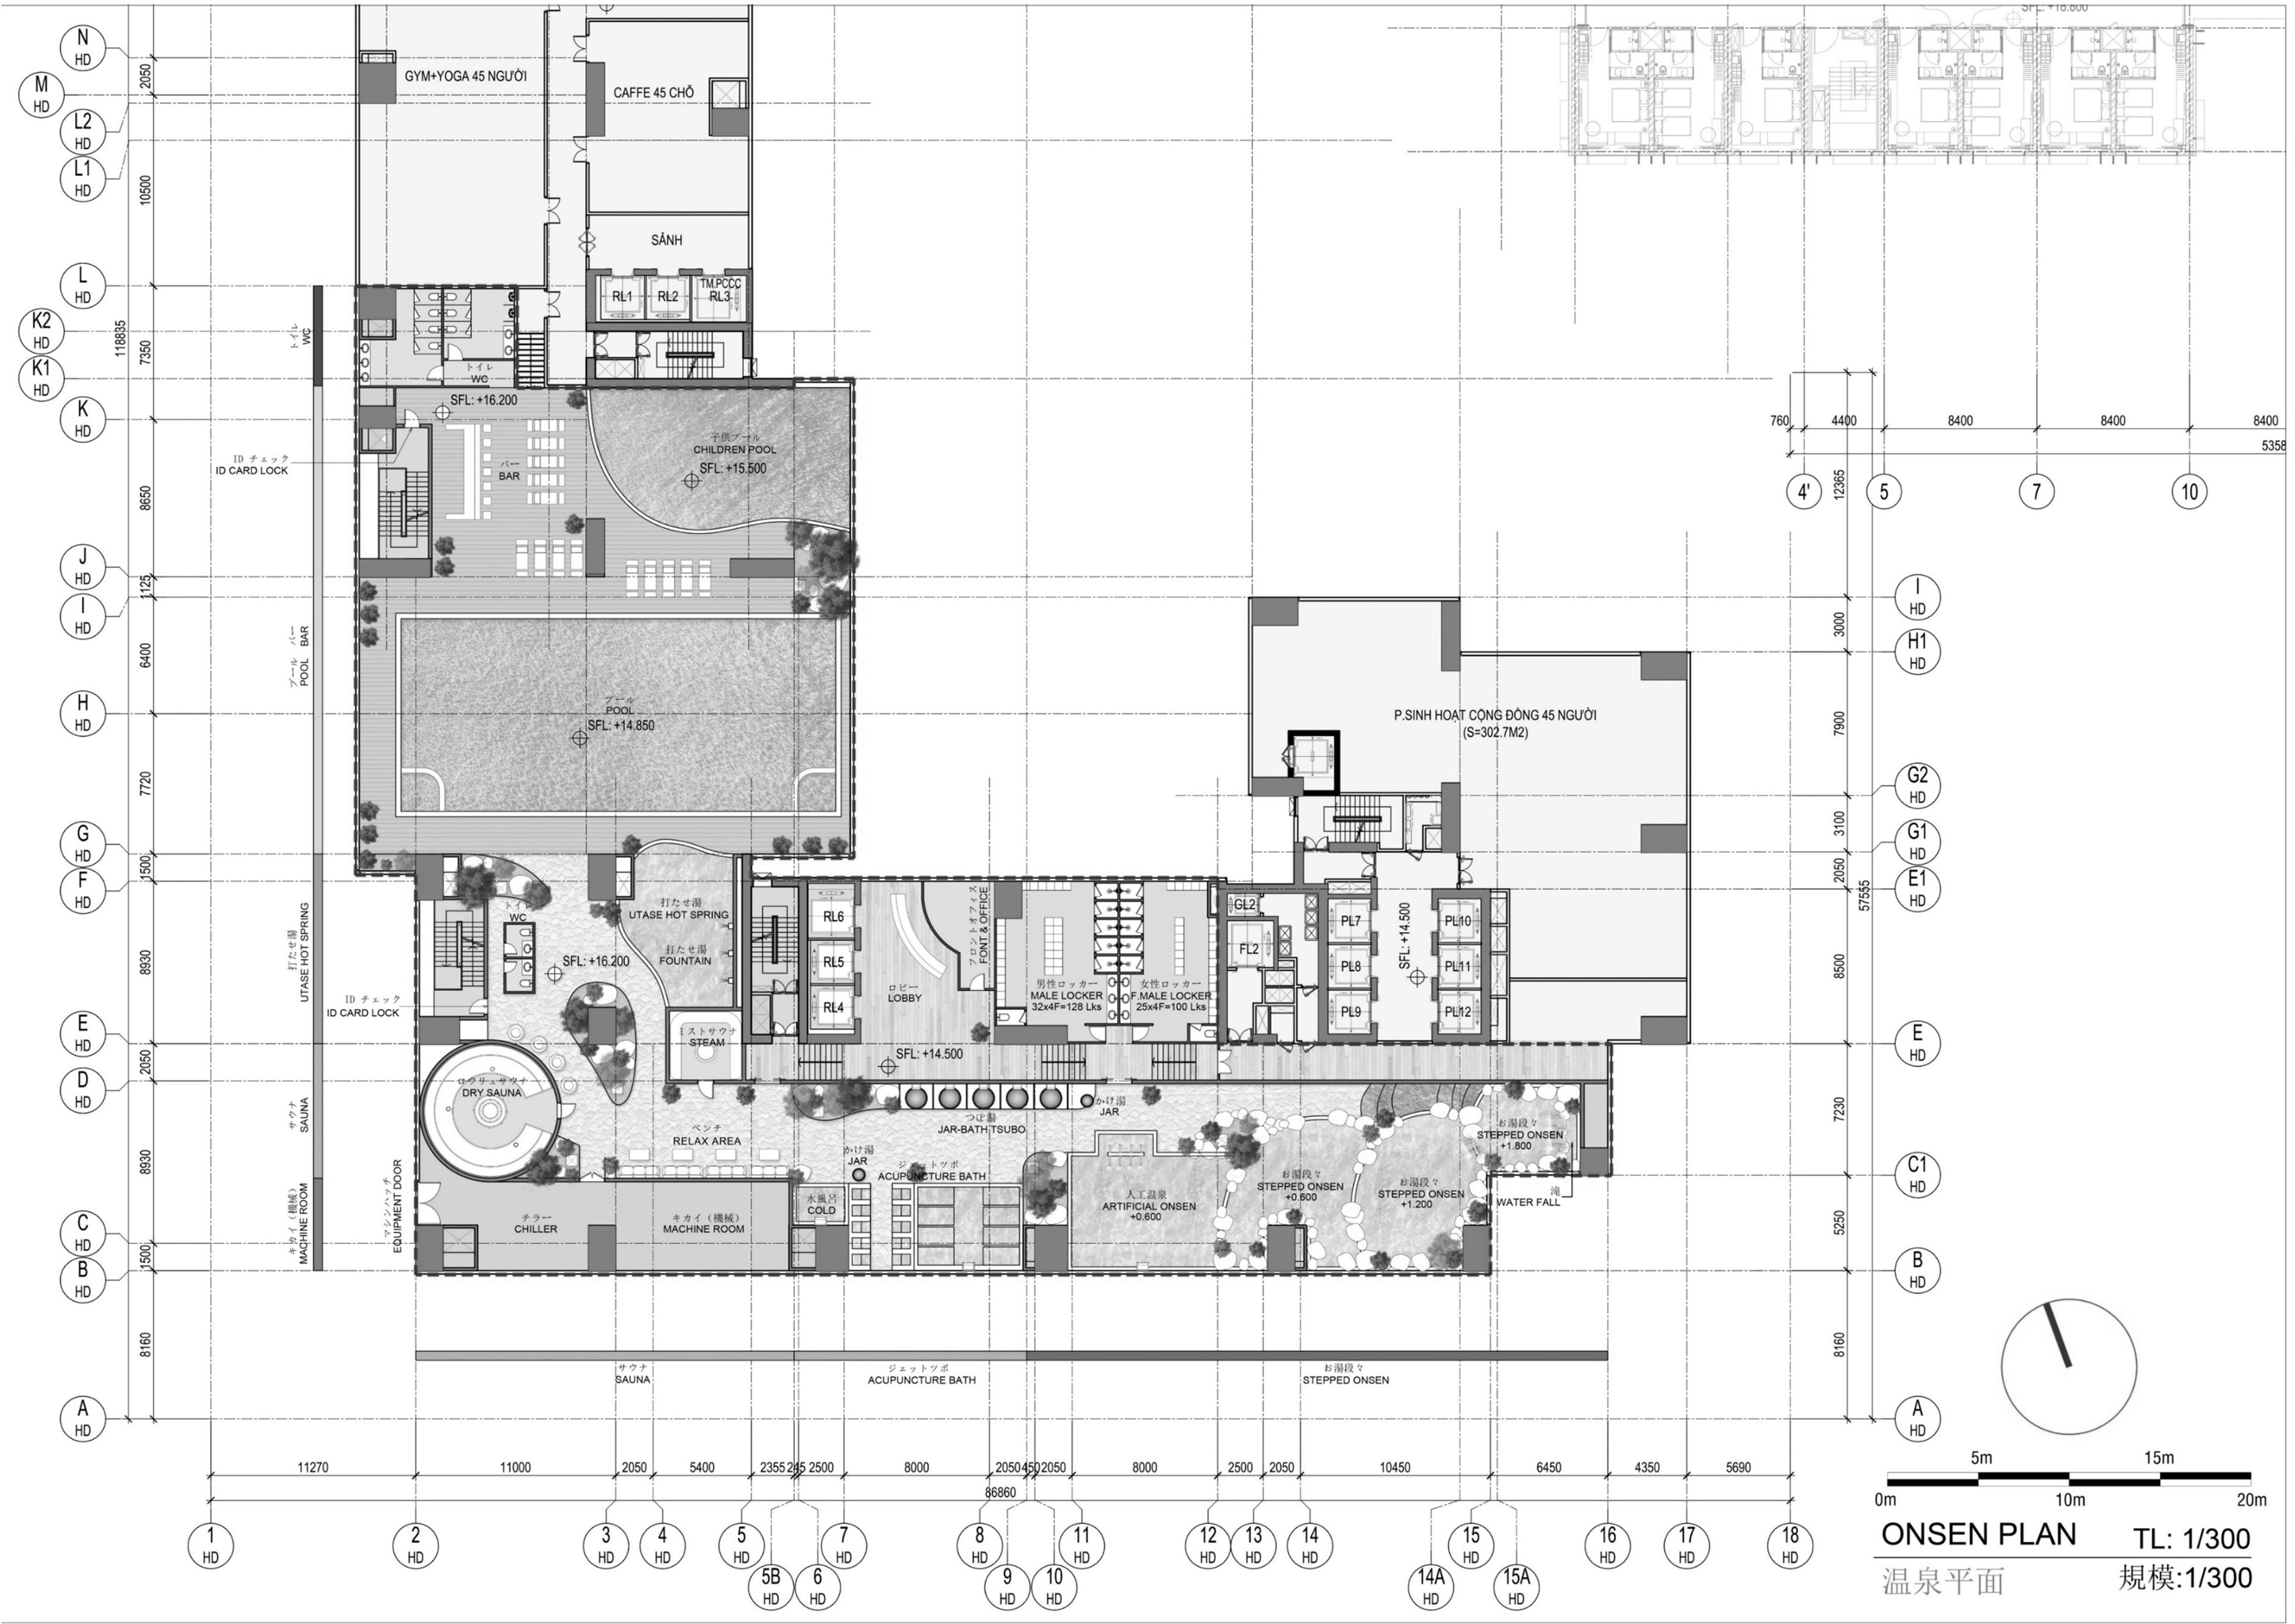 SFL: +18.800
N
HD
M
HD
L2
HD
L1
HD
L
HD
K2
HD
K1
HD
K
HD
J
HD
I
HD
H
HD
G
HD
F
HD
E
HD
D
HD
C
HD
B
HD
A
HD
2050
10500
7350
118835
8650
1125
6400
7720
1500
8930
2050
8930
1500
8160
GYM+YOGA 45 NGƯỜI
CAFFE 45 CHỖ
SẢNH
RL1
RL2
TM.PCCC
RL3
トイレ
WC
トイレ
WC
SFL: +16.200
ID チェック
ID CARD LOCK
バー
BAR
子供プール
CHILDREN POOL
SFL: +15.500
プール バー
POOL BAR
プール
POOL
SFL: +14.850
打たせ湯
UTASE HOT SPRING
トイレ
WC
SFL: +16.200
打たせ湯
UTASE HOT SPRING
打たせ湯
FOUNTAIN
ID チェック
ID CARD LOCK
ミストサウナ
STEAM
RL6
RL5
RL4
ロビー
LOBBY
フロントオフィス
FONT & OFFICE
SFL: +14.500
男性ロッカー
MALE LOCKER
32x4F=128 Lks
女性ロッカー
F.MALE LOCKER
25x4F=100 Lks
GL2
FL2
PL7
PL8
PL9
SFL: +14.500
PL10
PL11
PL12
P.SINH HOẠT CỘNG ĐỒNG 45 NGƯỜI
(S=302.7M2)
サウナ
SAUNA
ロウリュサウナ
DRY SAUNA
ベンチ
RELAX AREA
つぼ湯
JAR-BATH TSUBO
かけ湯
JAR
かけ湯
JAR
ジェットツボ
ACUPUNCTURE BATH
水風呂
COLD
キカイ（機械）
MACHINE ROOM
マシンハッチ
EQUIPMENT DOOR
チラー
CHILLER
キカイ（機械）
MACHINE ROOM
人工温泉
ARTIFICIAL ONSEN
+0.600
お湯段々
STEPPED ONSEN
+0.600
お湯段々
STEPPED ONSEN
+1.200
お湯段々
STEPPED ONSEN
+1.800
滝
WATER FALL
サウナ
SAUNA
ジェットツボ
ACUPUNCTURE BATH
お湯段々
STEPPED ONSEN
760
4400
8400
8400
8400
5358
4'
5
7
10
12365
3000
7900
3100
2050
57555
8500
7230
5250
8160
I
HD
H1
HD
G2
HD
G1
HD
E1
HD
E
HD
C1
HD
B
HD
A
HD
11270
11000
2050
5400
2355
245
2500
8000
2050
450
2050
8000
2500
2050
10450
6450
4350
5690
86860
1
HD
2
HD
3
HD
4
HD
5
HD
5B
HD
6
HD
7
HD
8
HD
9
HD
10
HD
11
HD
12
HD
13
HD
14
HD
14A
HD
15
HD
15A
HD
16
HD
17
HD
18
HD
5m
15m
0m
10m
20m
ONSEN PLAN
TL: 1/300
温泉平面
規模:1/300